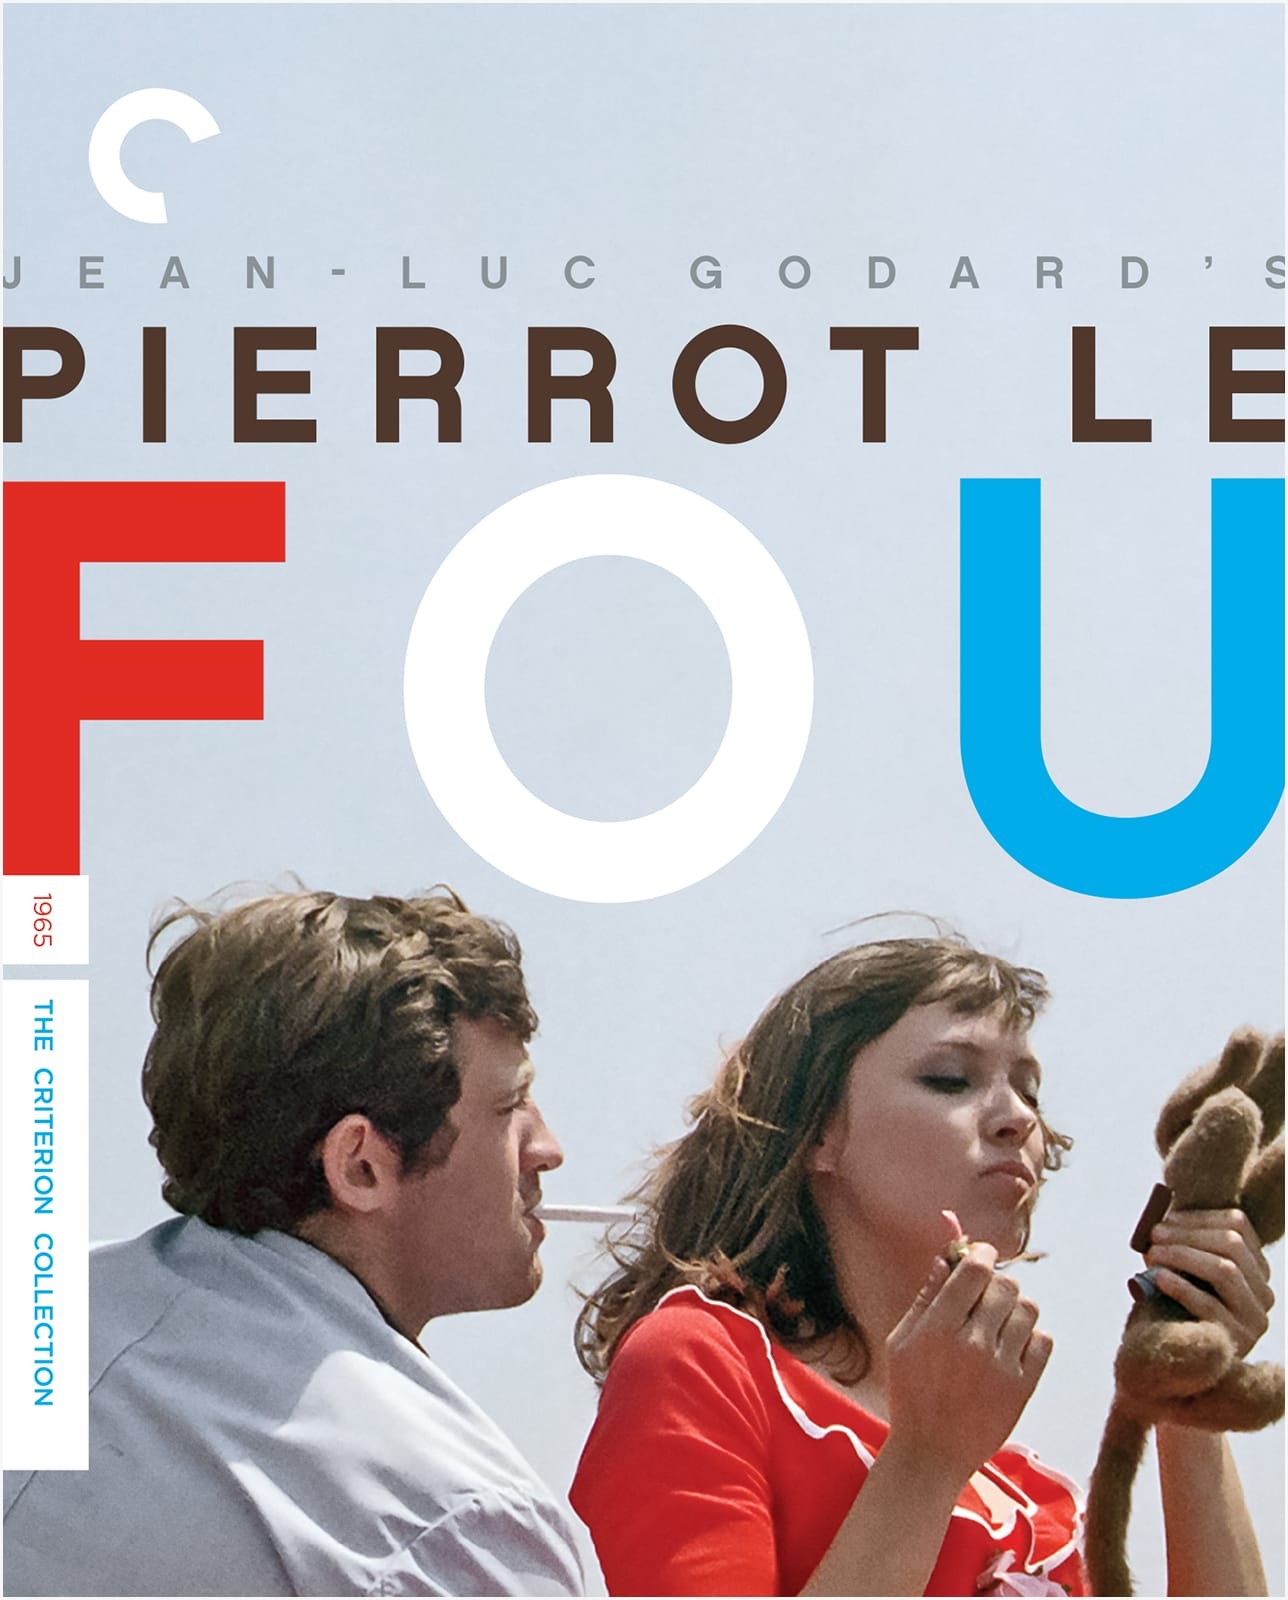 JEAN-LUC GODARD'S
PIERROT LE
FOU
1965
THE CRITERION COLLECTION